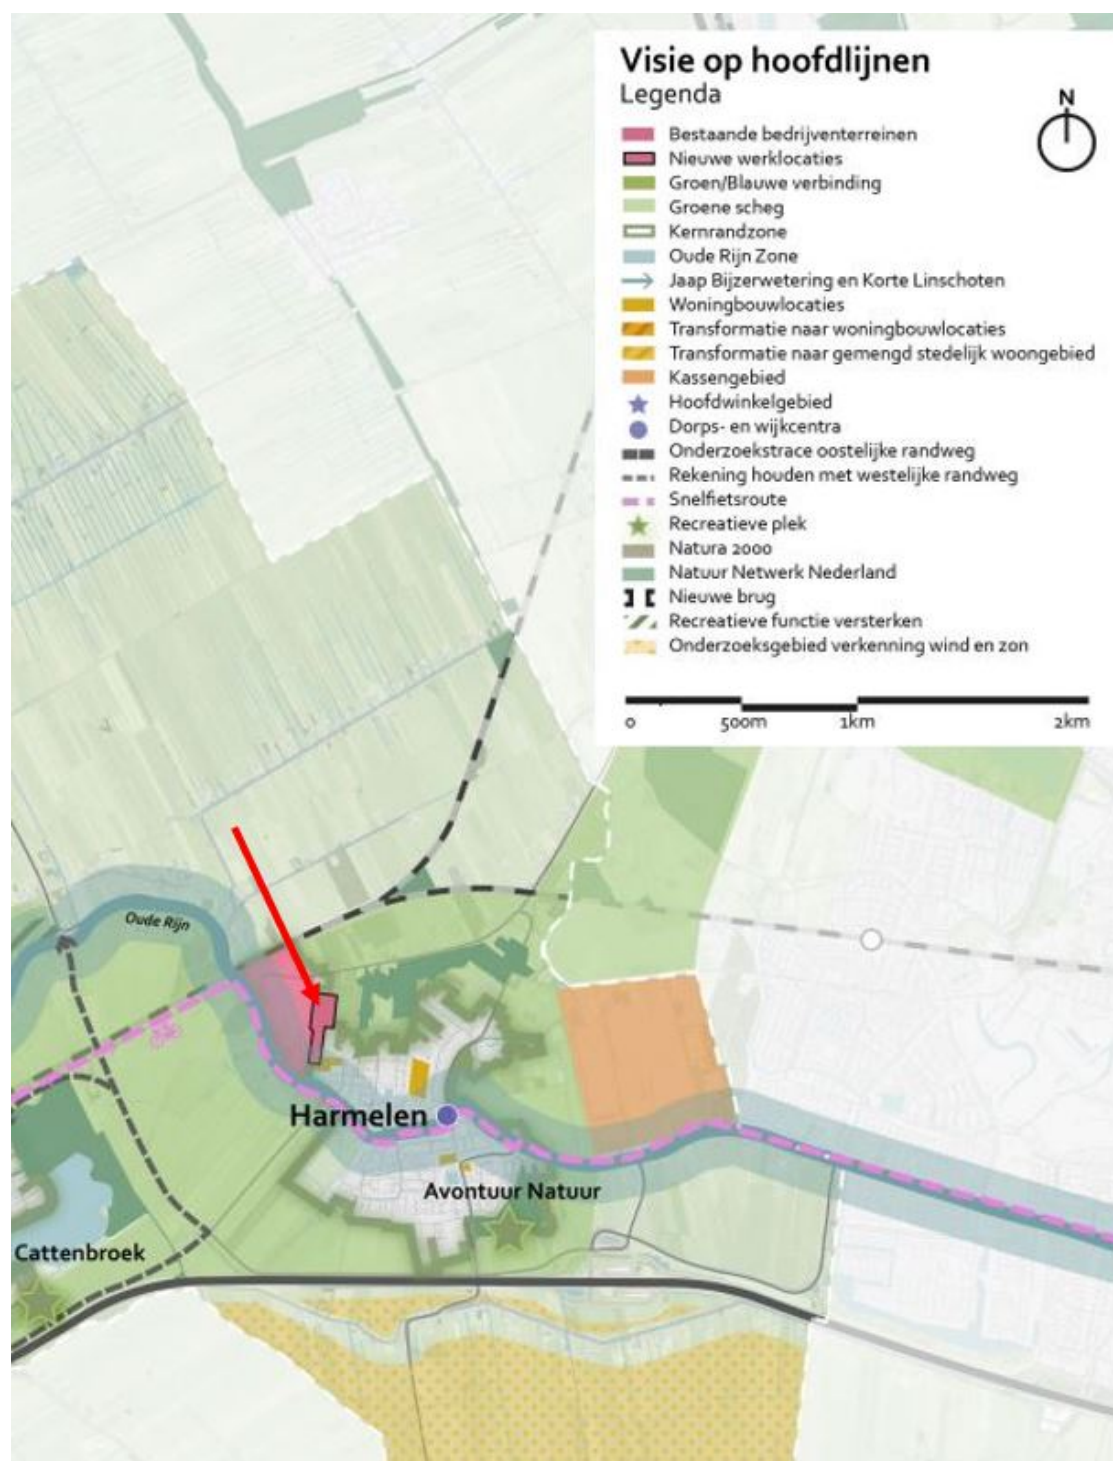 Visie op hoofdlijnen
Legenda
N
Bestaande bedrijventerreinen
Nieuwe werklocaties
Groen/Blauwe verbinding
Groene scheg
Kernrandzone
Oude Rijn Zone
Jaap Bijzerwetering en Korte Linschoten
Woningbouwlocaties
Transformatie naar woningbouwlocaties
Transformatie naar gemengd stedelijk woongebied
Kassengebied
Hoofdwinkelgebied
Dorps- en wijkcentra
Onderzoekstrace oostelijke randweg
Rekening houden met westelijke randweg
Snelfietsroute
Recreatieve plek
Natura 2000
Natuur Netwerk Nederland
Nieuwe brug
Recreatieve functie versterken
Onderzoeksgebied verkenning wind en zon
0 500m 1km 2km
Oude Rijn
Harmelen
Avontuur Natuur
Cattenbroek